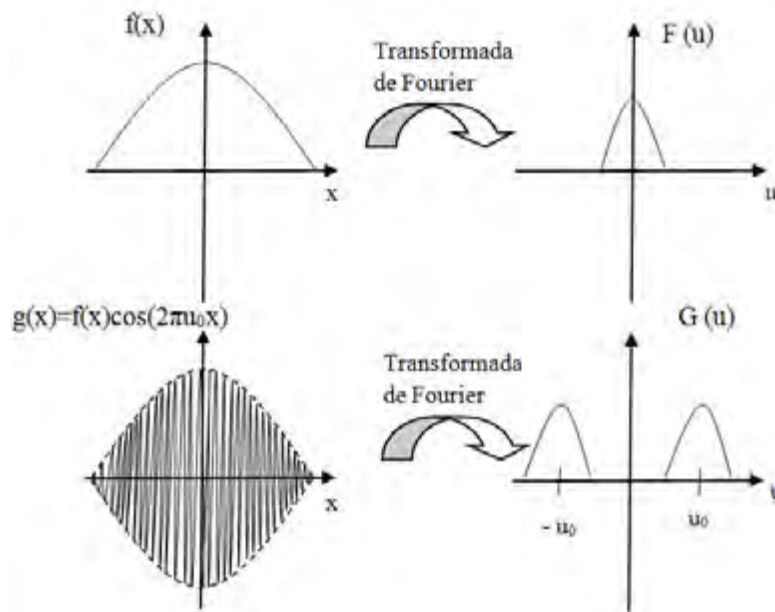 f(x)
Transformada
de Fourier
F (u)
x
u
g(x)=f(x)cos(2πu₀x)
Transformada
de Fourier
G (u)
x
- u₀
u₀